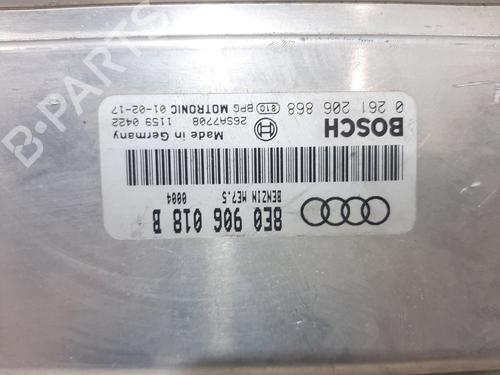 8E0 906 018 B
BENZIN ME7.5 0004
BOSCH
Made in Germany
0 261 206 868
26SA7708 1159 0422
810 BPG MOTRONIC 01-02-17
B-PARTS